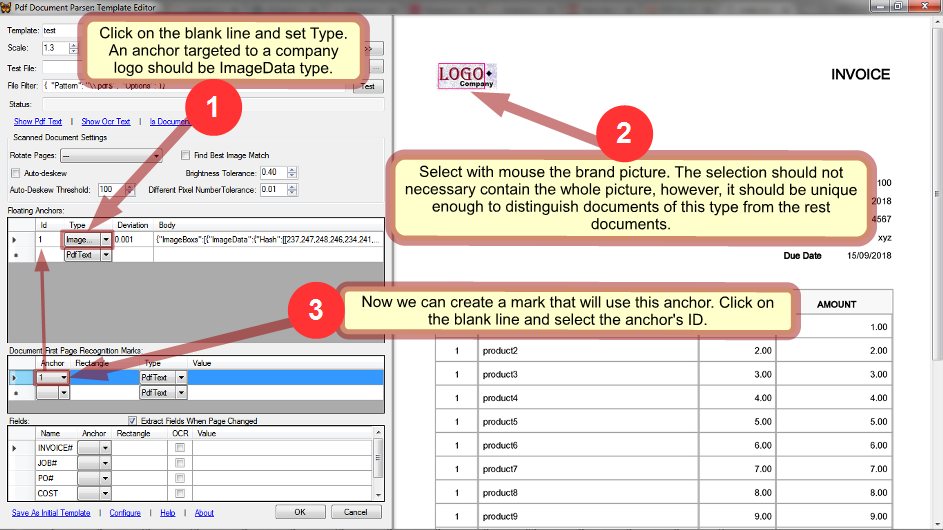 Pdf Document Parser: Template Editor
Template: test
Scale: 1.3
>>
Test File:
File Filter: { "Pattern": "\\.pdf$", "Options":
Test
Status:
Show Pdf Text | Show Ocr Text | Is Document
Scanned Document Settings
Rotate Pages: ---
Find Best Image Match
Auto-deskew
Brightness Tolerance: 0.40
Auto-Deskew Threshold: 100
Different Pixel NumberTolerance: 0.01
Floating Anchors:
Id Type Deviation Body
1 Image... 0.001 {"ImageBoxs":[{"ImageData":{"Hash":[[237,247,248,246,234,241,...
PdfText
Document First Page Recognition Marks:
Anchor Rectangle Type Value
1 PdfText
PdfText
Fields:
Extract Fields When Page Changed
Name Anchor Rectangle OCR Value
INVOICE#
JOB#
PO#
COST
Save As Initial Template | Configure | Help | About
OK Cancel
1
Click on the blank line and set Type.
An anchor targeted to a company
logo should be ImageData type.
LOGO
Company
INVOICE
2
Select with mouse the brand picture. The selection should not
necessary contain the whole picture, however, it should be unique
enough to distinguish documents of this type from the rest
documents.
100
2018
4567
xyz
Due Date 15/09/2018
3
Now we can create a mark that will use this anchor. Click on
the blank line and select the anchor's ID.
AMOUNT
1.00
1 product2 2.00 2.00
1 product3 3.00 3.00
1 product4 4.00 4.00
1 product5 5.00 5.00
1 product6 6.00 6.00
1 product7 7.00 7.00
1 product8 8.00 8.00
1 product9 9.00 9.00